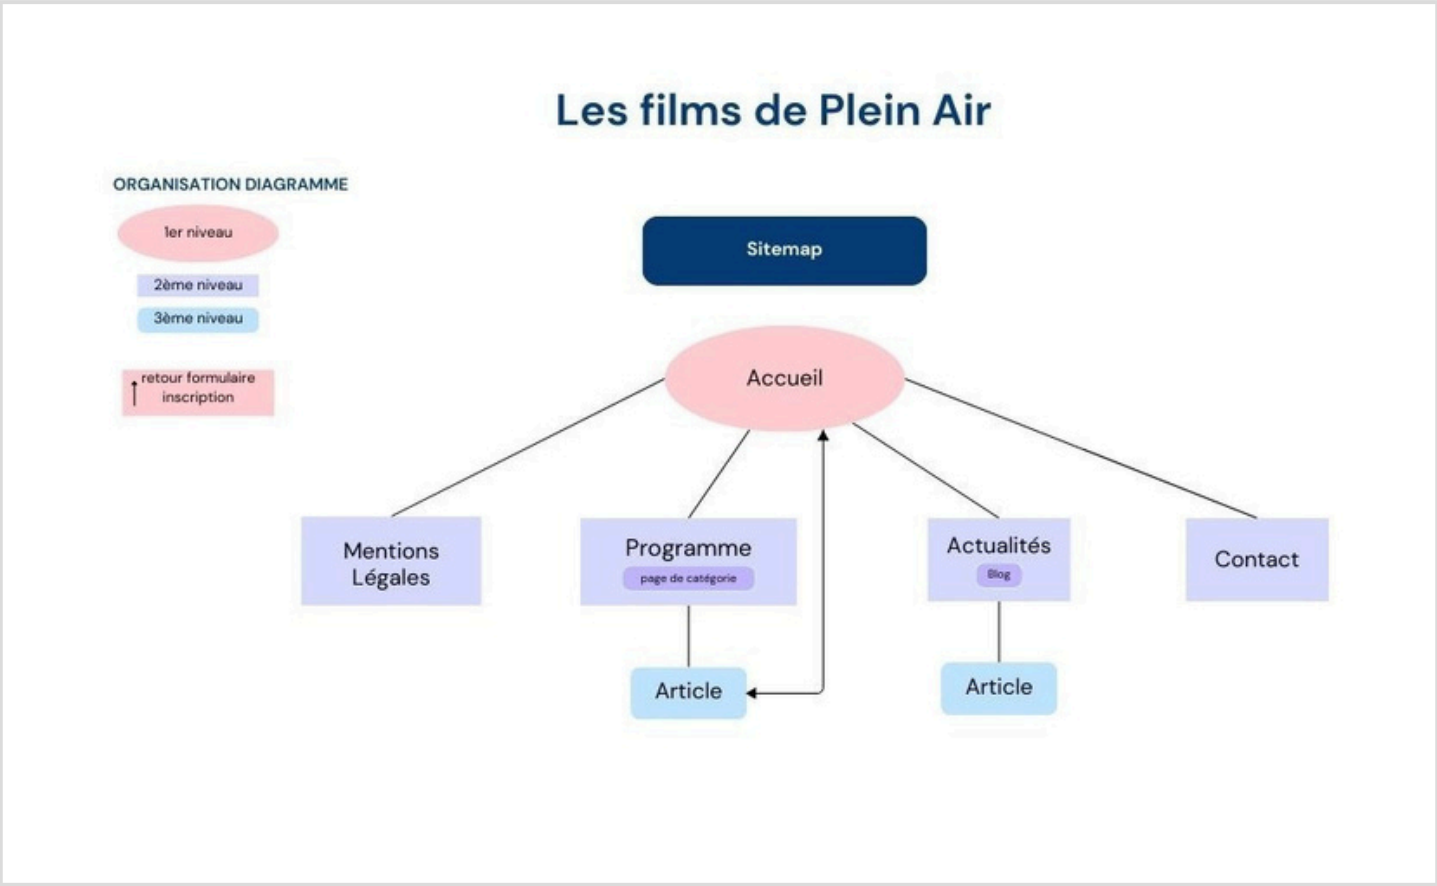 Les films de Plein Air
ORGANISATION DIAGRAMME
1er niveau
2ème niveau
3ème niveau
retour formulaire
inscription
Sitemap
Accueil
Mentions
Légales
Programme
page de catégorie
Actualités
Blog
Contact
Article
Article